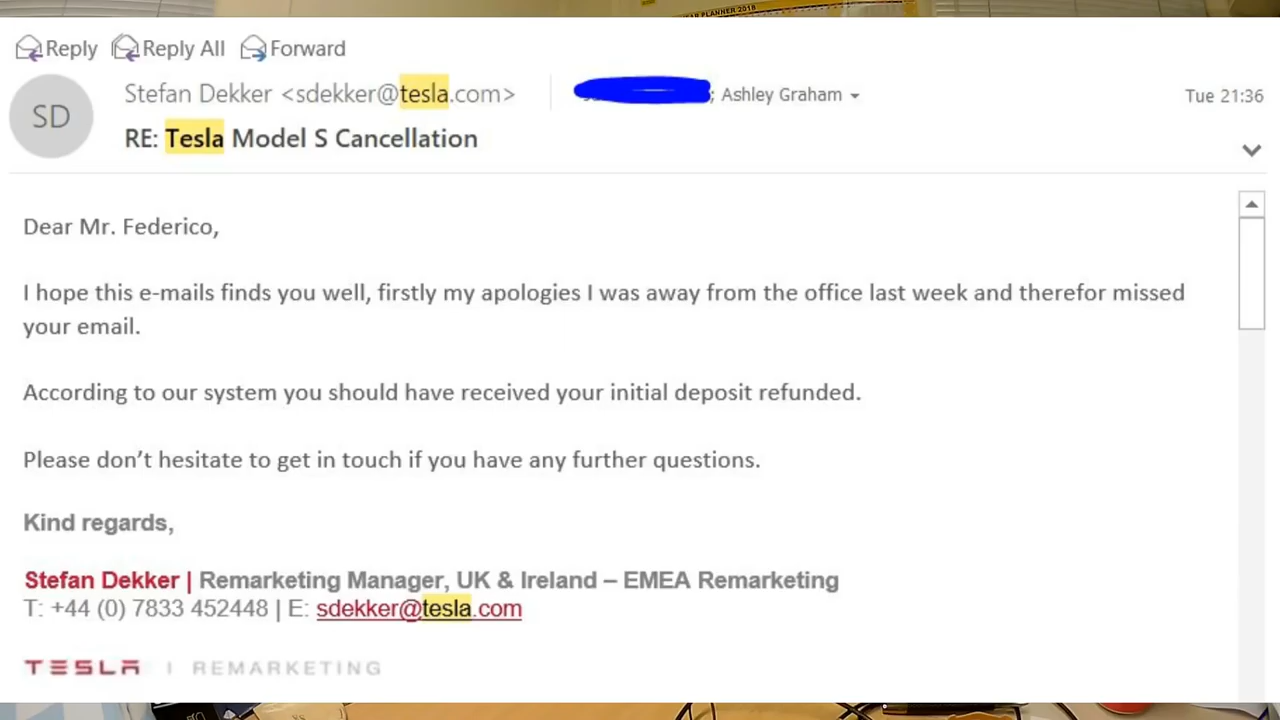 YEAR PLANNER 2018
Reply Reply All Forward
SD
Stefan Dekker <sdekker@tesla.com>
; Ashley Graham
Tue 21:36
RE: Tesla Model S Cancellation
Dear Mr. Federico,
I hope this e-mails finds you well, firstly my apologies I was away from the office last week and therefor missed
your email.
According to our system you should have received your initial deposit refunded.
Please don’t hesitate to get in touch if you have any further questions.
Kind regards,
Stefan Dekker | Remarketing Manager, UK & Ireland – EMEA Remarketing
T: +44 (0) 7833 452448 | E: sdekker@tesla.com
TESLA | REMARKETING